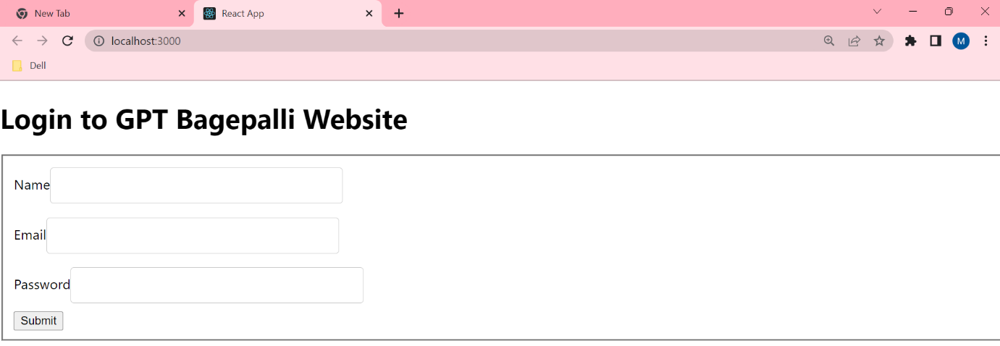 New Tab
React App
localhost:3000
M
Dell
Login to GPT Bagepalli Website
Name
Email
Password
Submit